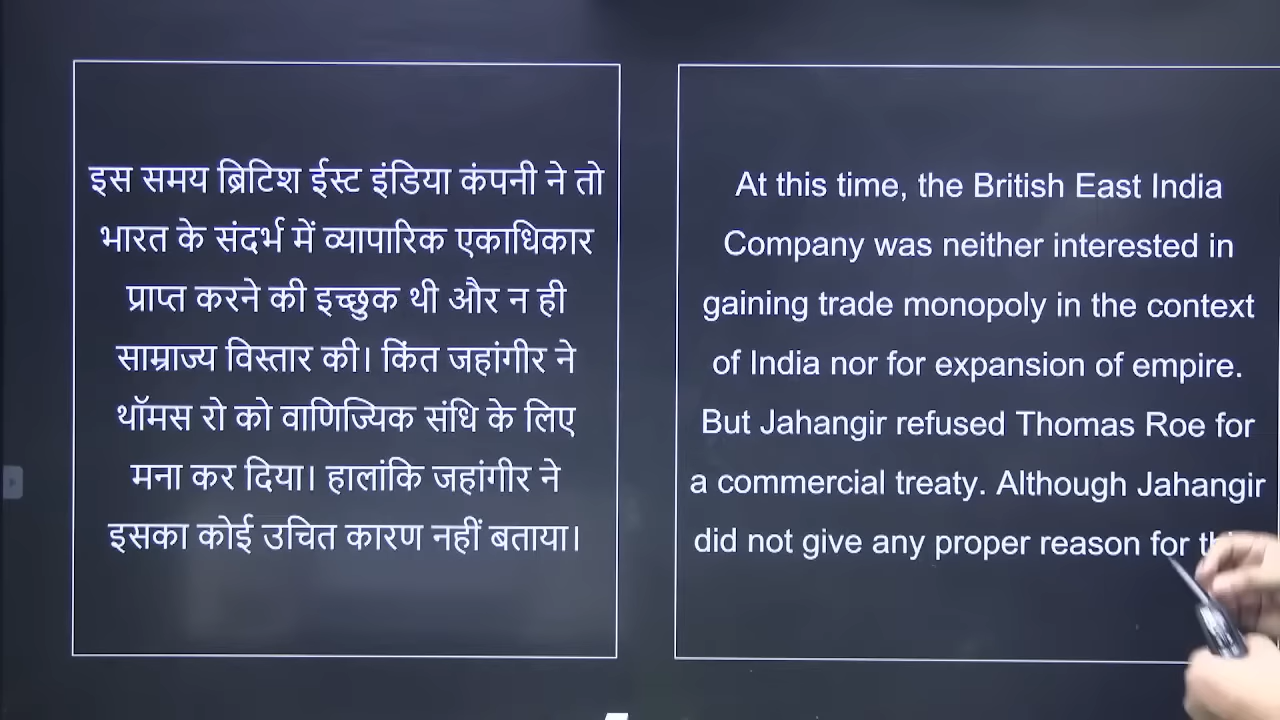 इस समय ब्रिटिश ईस्ट इंडिया कंपनी ने तो
भारत के संदर्भ में व्यापारिक एकाधिकार
प्राप्त करने की इच्छुक थी और न ही
साम्राज्य विस्तार की। किंत जहांगीर ने
थॉमस रो को वाणिज्यिक संधि के लिए
मना कर दिया। हालांकि जहांगीर ने
इसका कोई उचित कारण नहीं बताया।
At this time, the British East India
Company was neither interested in
gaining trade monopoly in the context
of India nor for expansion of empire.
But Jahangir refused Thomas Roe for
a commercial treaty. Although Jahangir
did not give any proper reason for